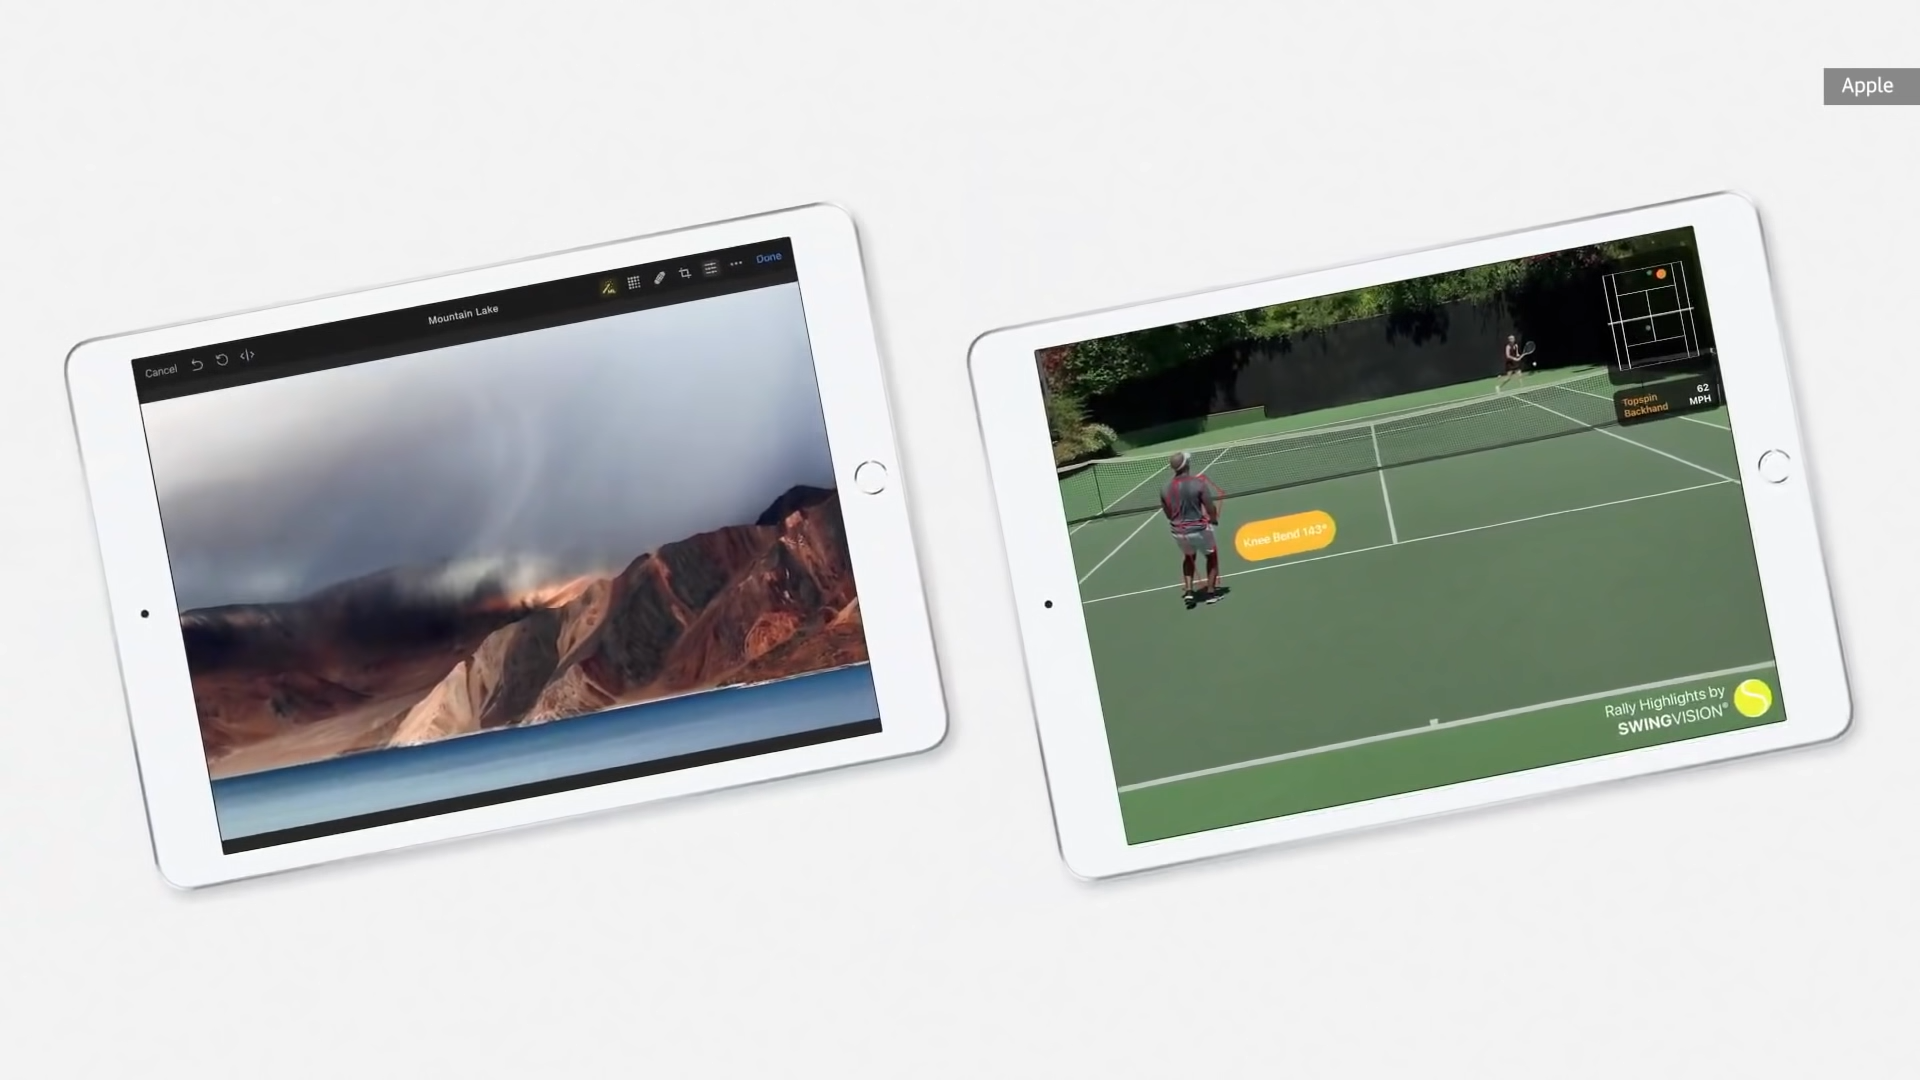 Apple
Cancel
Mountain Lake
Done
62
Topspin
MPH
Backhand
Knee Bend 143°
Rally Highlights by
SWINGVISION®